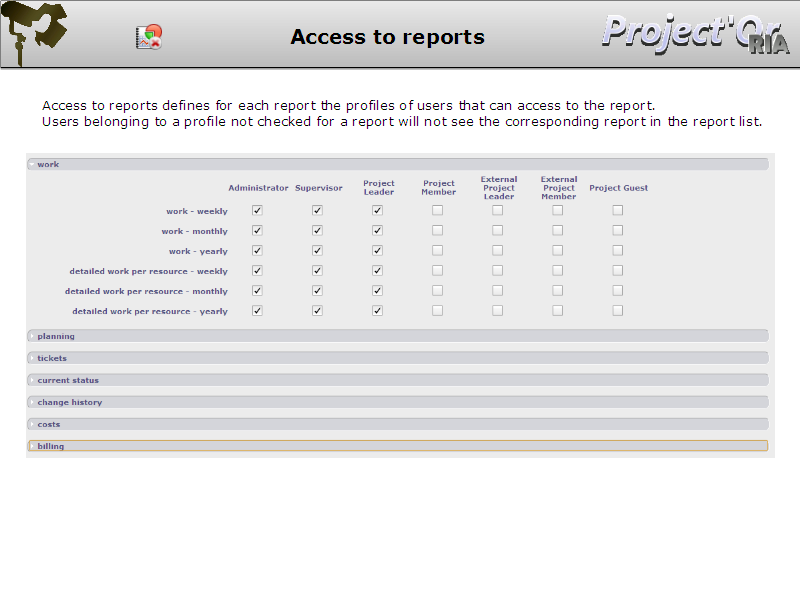 Access to reports
Project'Or
RIA
Access to reports defines for each report the profiles of users that can access to the report.
Users belonging to a profile not checked for a report will not see the corresponding report in the report list.
work
Administrator Supervisor Project Leader Project Member External Project Leader External Project Member Project Guest
work - weekly
work - monthly
work - yearly
detailed work per resource - weekly
detailed work per resource - monthly
detailed work per resource - yearly
planning
tickets
current status
change history
costs
billing